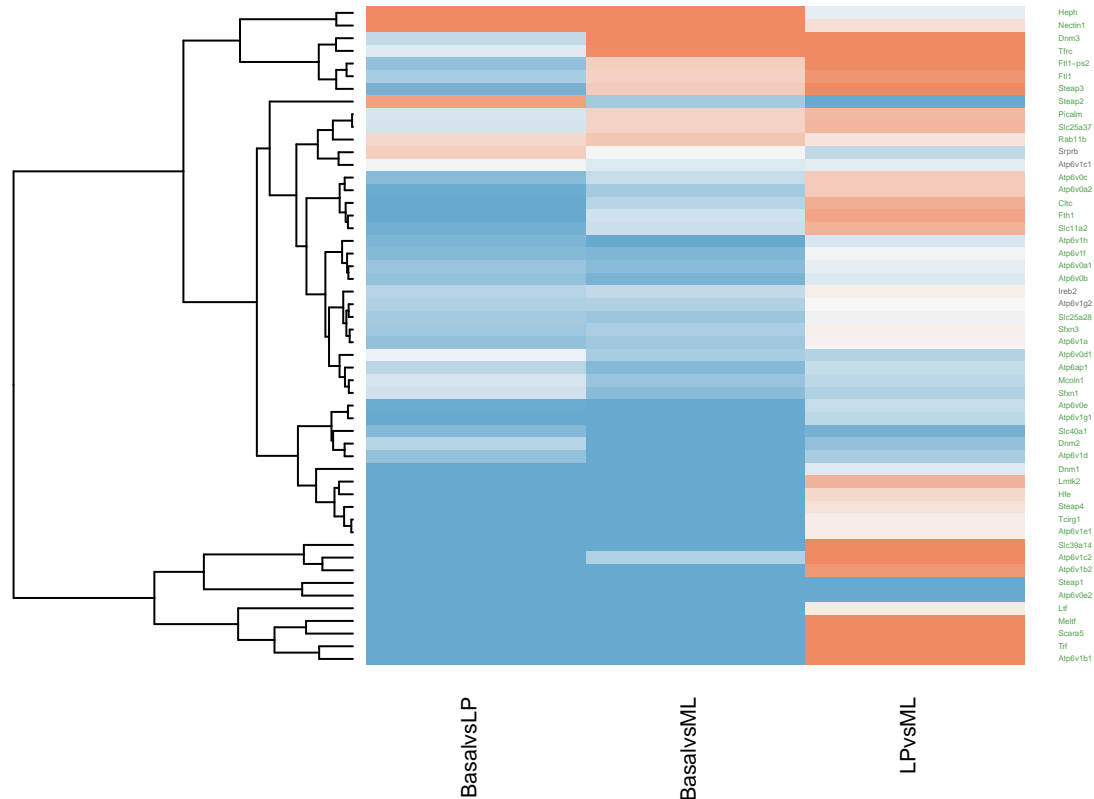 Heph
Nectin1
Dnm3
Tfrc
Ftl1-ps2
Ftl1
Steap3
Steap2
Picalm
Slc25a37
Rab11b
Srprb
Atp6v1c1
Atp6v0c
Atp6v0a2
Cltc
Fth1
Slc11a2
Atp6v1h
Atp6v1f
Atp6v0a1
Atp6v0b
Ireb2
Atp6v1g2
Slc25a28
Sfxn3
Atp6v1a
Atp6v0d1
Atp6ap1
Mcoln1
Sfxn1
Atp6v0e
Atp6v1g1
Slc40a1
Dnm2
Atp6v1d
Dnm1
Lmtk2
Hfe
Steap4
Tcirg1
Atp6v1e1
Slc39a14
Atp6v1c2
Atp6v1b2
Steap1
Atp6v0e2
Ltf
Meltf
Scara5
Trf
Atp6v1b1
BasalvsLP
BasalvsML
LPvsML